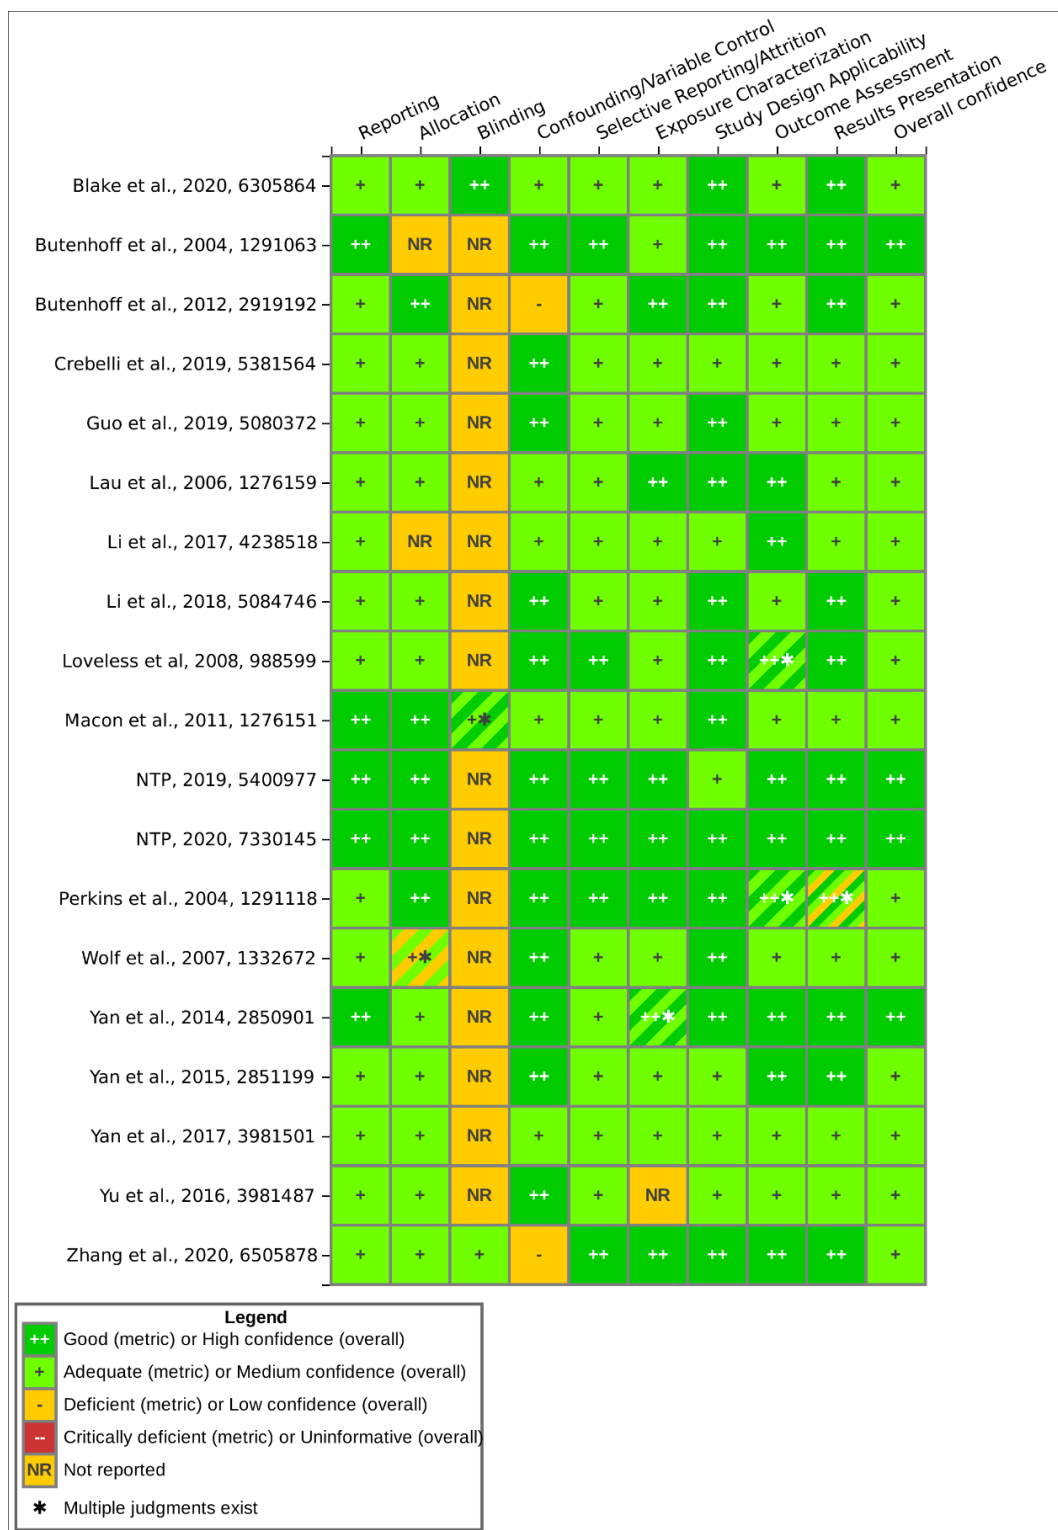 Reporting
Allocation
Blinding
Confounding/Variable Control
Selective Reporting/Attrition
Exposure Characterization
Study Design Applicability
Outcome Assessment
Results Presentation
Overall confidence
Blake et al., 2020, 6305864 + + ++ + + + ++ + ++ +
Butenhoff et al., 2004, 1291063 ++ NR NR ++ ++ + ++ ++ ++ ++
Butenhoff et al., 2012, 2919192 + ++ NR - + ++ ++ + ++ +
Crebelli et al., 2019, 5381564 + + NR ++ + + + + + +
Guo et al., 2019, 5080372 + + NR ++ + + ++ + + +
Lau et al., 2006, 1276159 + + NR + + ++ ++ ++ + +
Li et al., 2017, 4238518 + NR NR + + + + ++ + +
Li et al., 2018, 5084746 + + NR ++ + + ++ + ++ +
Loveless et al, 2008, 988599 + + NR ++ ++ + ++ ++✱ ++ +
Macon et al., 2011, 1276151 ++ ++ +✱ + + + ++ + + +
NTP, 2019, 5400977 ++ ++ NR ++ ++ ++ + ++ ++ ++
NTP, 2020, 7330145 ++ ++ NR ++ ++ ++ ++ ++ ++ ++
Perkins et al., 2004, 1291118 + ++ NR ++ ++ ++ ++ ++✱ ++✱ +
Wolf et al., 2007, 1332672 + +✱ NR ++ + + ++ + + +
Yan et al., 2014, 2850901 ++ + NR ++ + ++✱ ++ ++ ++ ++
Yan et al., 2015, 2851199 + + NR ++ + + + ++ ++ +
Yan et al., 2017, 3981501 + + NR + + + + + + +
Yu et al., 2016, 3981487 + + NR ++ + NR + + + +
Zhang et al., 2020, 6505878 + + + - ++ ++ ++ ++ ++ +
Legend
++ Good (metric) or High confidence (overall)
+ Adequate (metric) or Medium confidence (overall)
- Deficient (metric) or Low confidence (overall)
-- Critically deficient (metric) or Uninformative (overall)
NR Not reported
✱ Multiple judgments exist